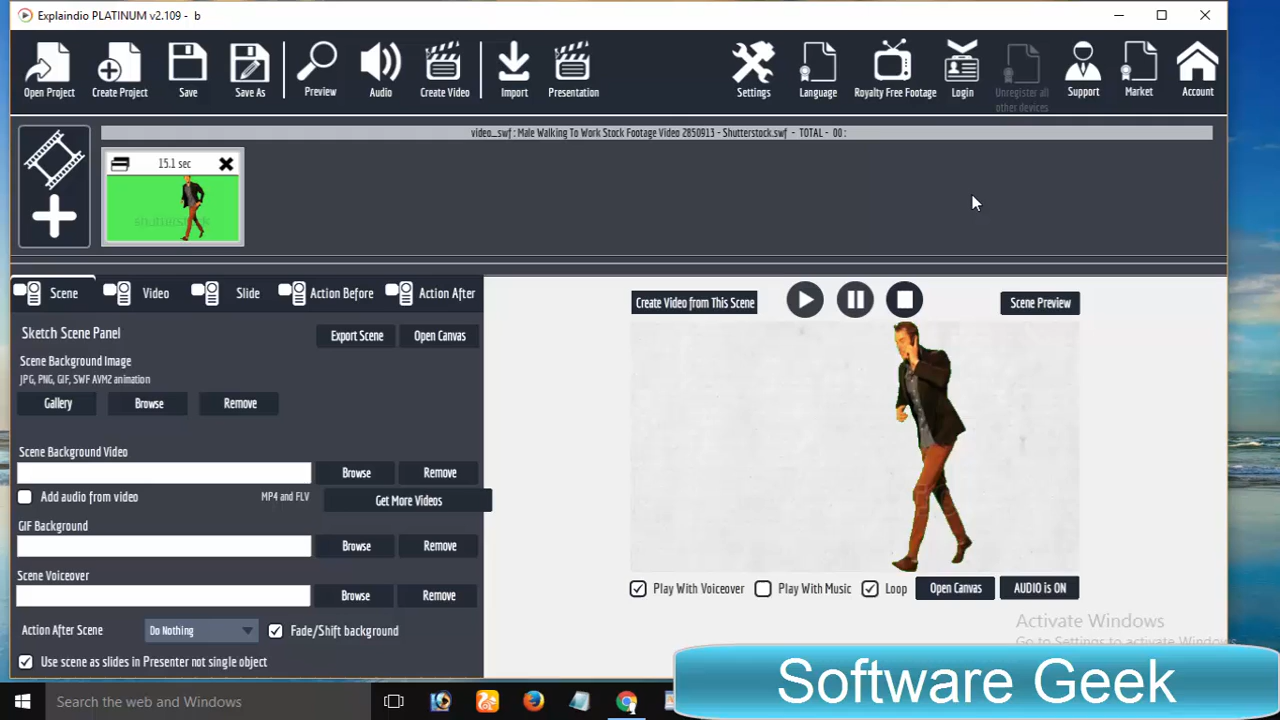 Explaindio PLATINUM v2.109 - b
Open Project
Create Project
Save
Save As
Preview
Audio
Create Video
Import
Presentation
Settings
Language
Royalty Free Footage
Login
Unregister all
other devices
Support
Market
Account
video_swf: Male Walking To Work Stock Footage Video 2850913 - Shutterstock.swf - TOTAL - 00:
15.1 sec
shutterstock
Scene
Video
Slide
Action Before
Action After
Sketch Scene Panel
Export Scene
Open Canvas
Scene Background Image
JPG, PNG, GIF, SWF AVM2 animation
Gallery
Browse
Remove
Scene Background Video
Browse
Remove
Add audio from video
MP4 and FLV
Get More Videos
GIF Background
Browse
Remove
Scene Voiceover
Browse
Remove
Action After Scene
Do Nothing
Fade/Shift background
Use scene as slides in Presenter not single object
Create Video from This Scene
Scene Preview
Play With Voiceover
Play With Music
Loop
Open Canvas
AUDIO is ON
Activate Windows
Go to Settings to activate Windows.
Software Geek
Search the web and Windows